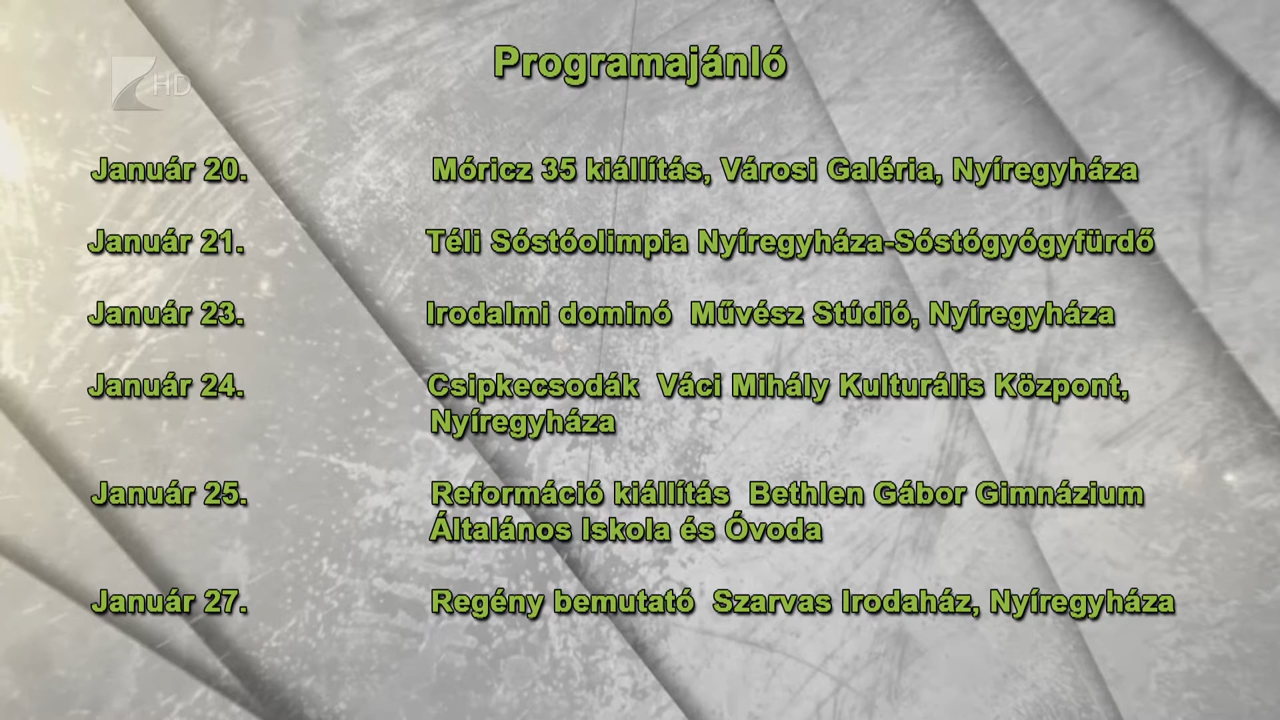 Programajánló
HD
Január 20. Móricz 35 kiállítás, Városi Galéria, Nyíregyháza
Január 21. Téli Sóstóolimpia Nyíregyháza-Sóstógyógyfürdő
Január 23. Irodalmi dominó Művész Stúdió, Nyíregyháza
Január 24. Csipkecsodák Váci Mihály Kulturális Központ,
Nyíregyháza
Január 25. Reformáció kiállítás Bethlen Gábor Gimnázium
Általános Iskola és Óvoda
Január 27. Regény bemutató Szarvas Irodaház, Nyíregyháza